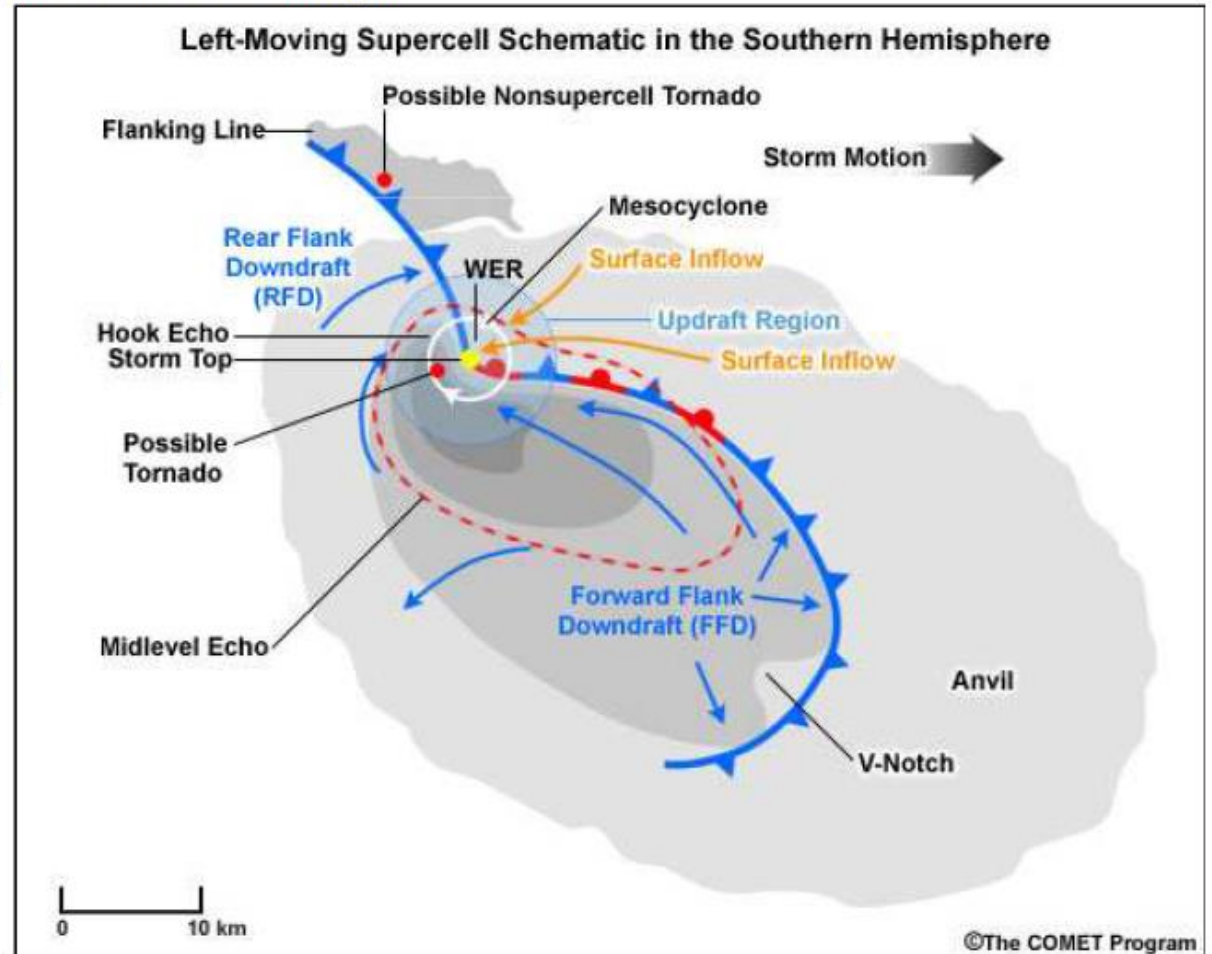 Left-Moving Supercell Schematic in the Southern Hemisphere
Possible Nonsupercell Tornado
Flanking Line
Storm Motion
Mesocyclone
Rear Flank
Downdraft
(RFD)
WER
Surface Inflow
Updraft Region
Hook Echo
Storm Top
Surface Inflow
Possible
Tornado
Forward Flank
Downdraft (FFD)
Midlevel Echo
Anvil
V-Notch
0 10 km
©The COMET Program